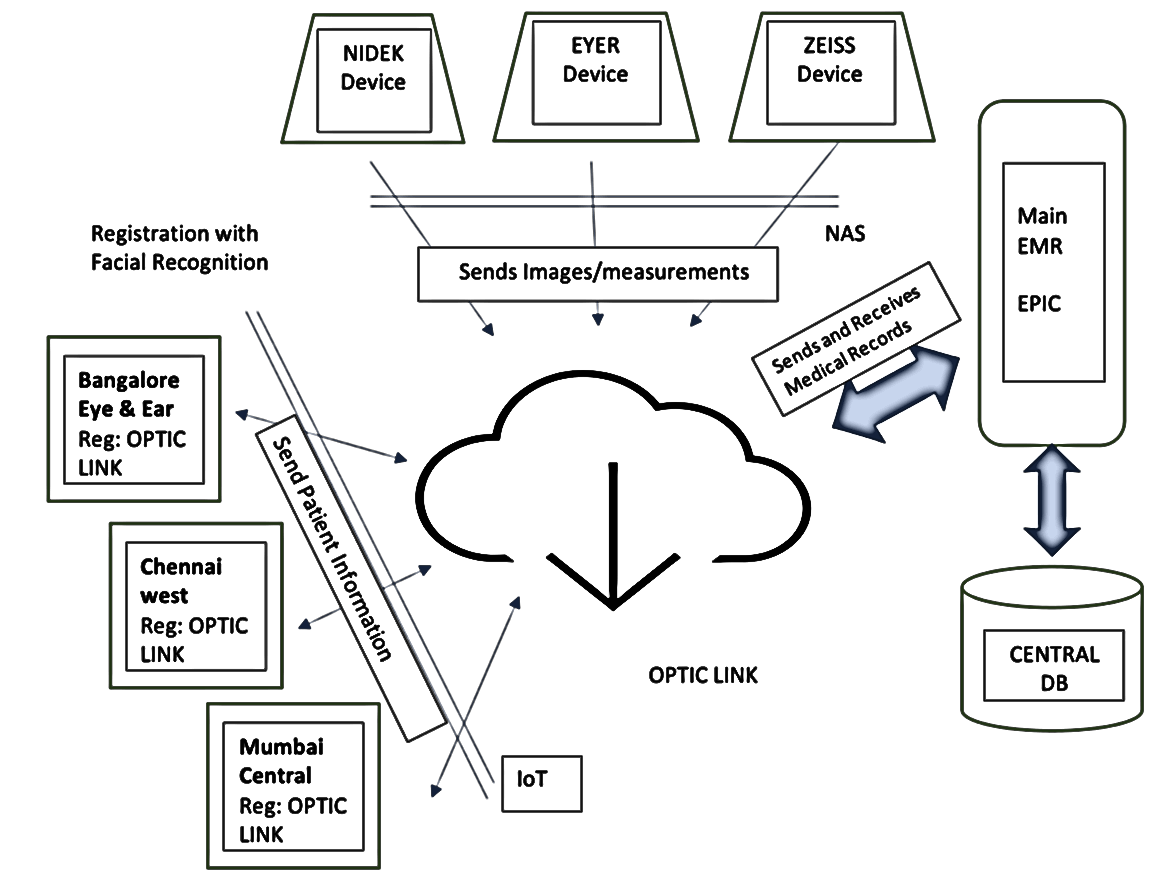 NIDEK
Device
EYER
Device
ZEISS
Device
Main
EMR
EPIC
Registration with
Facial Recognition
NAS
Sends Images/measurements
Sends and Receives
Medical Records
Bangalore
Eye & Ear
Reg: OPTIC
LINK
Send Patient Information
Chennai
west
Reg: OPTIC
LINK
OPTIC LINK
CENTRAL
DB
Mumbai
Central
Reg: OPTIC
LINK
IoT